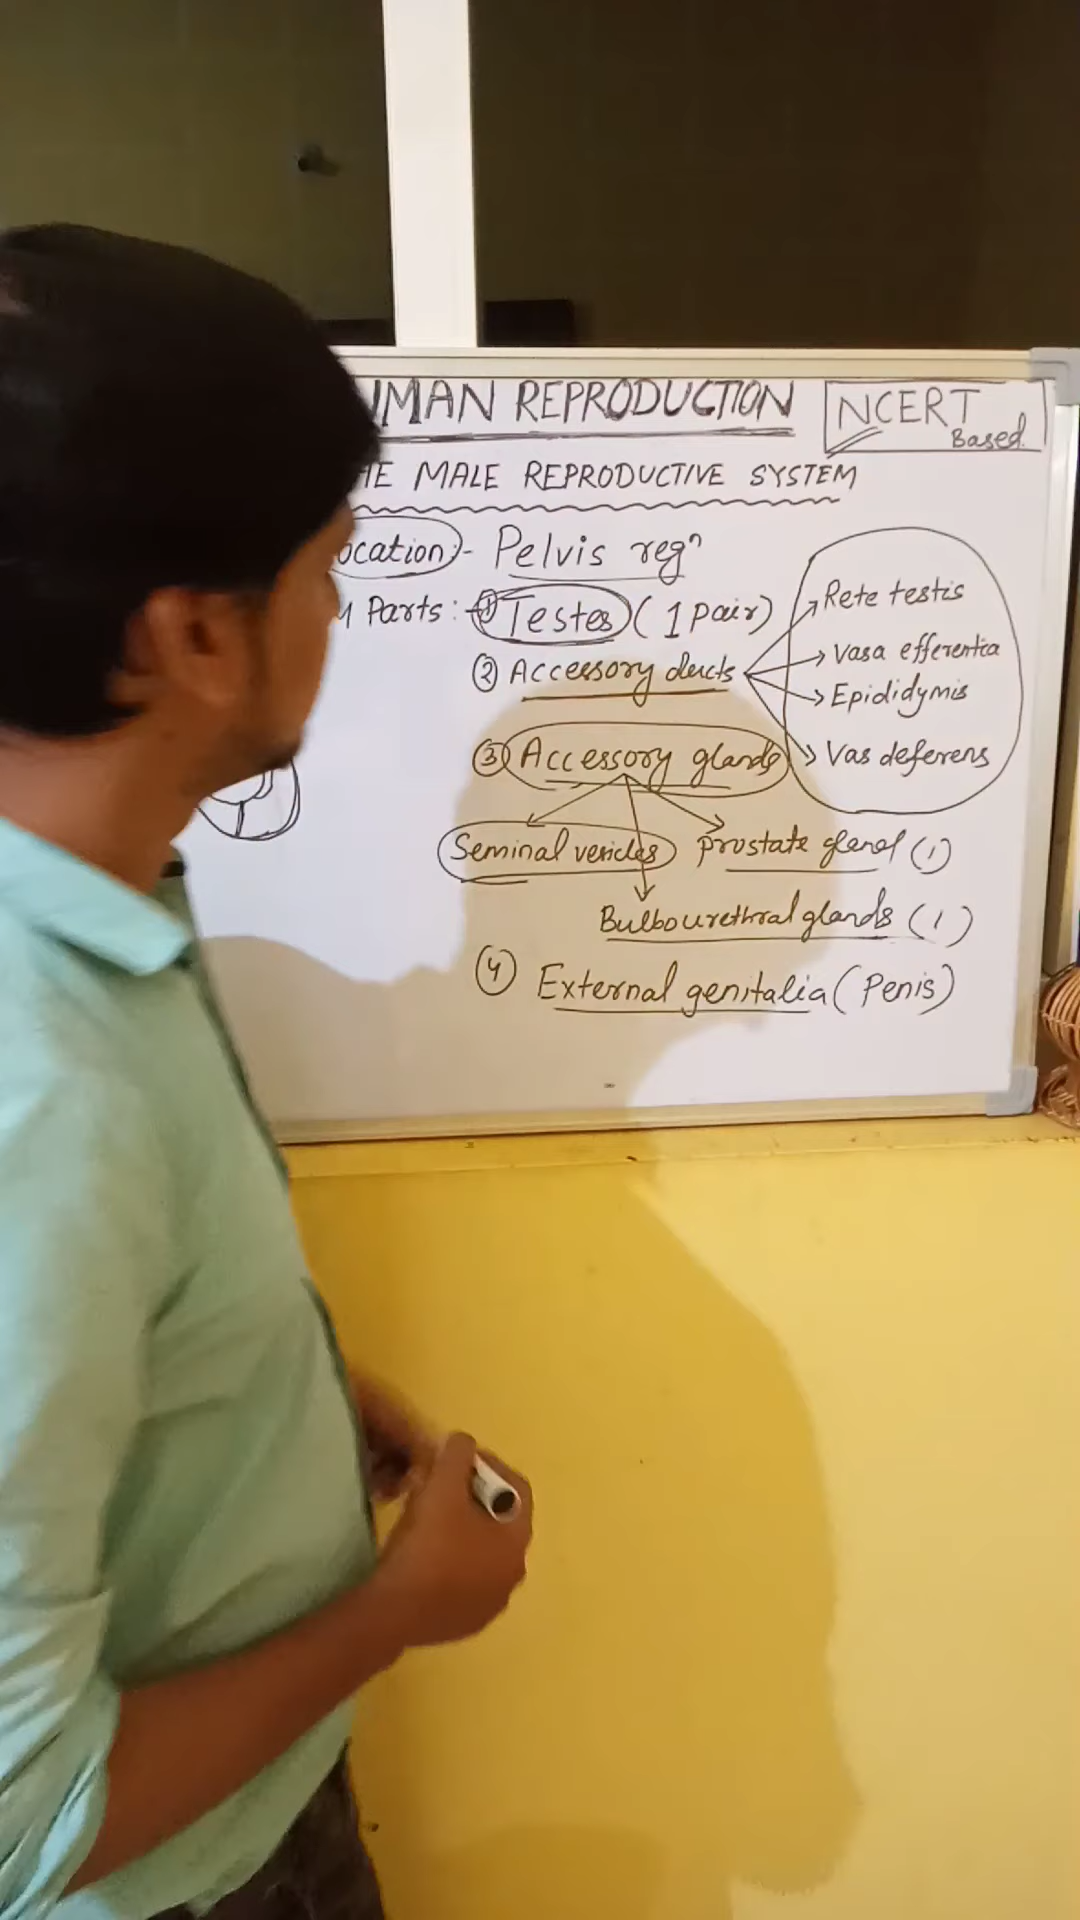 UMAN REPRODUCTION
NCERT
Based
HE MALE REPRODUCTIVE SYSTEM
ocation:- Pelvis regⁿ
Parts: ① Testes (1 pair)
② Accessory ducts
Rete testis
Vasa efferentia
Epididymis
Vas deferens
③ Accessory glands
Seminal vesicles
Prostate gland (1)
Bulbourethral glands (1)
④ External genitalia (Penis)